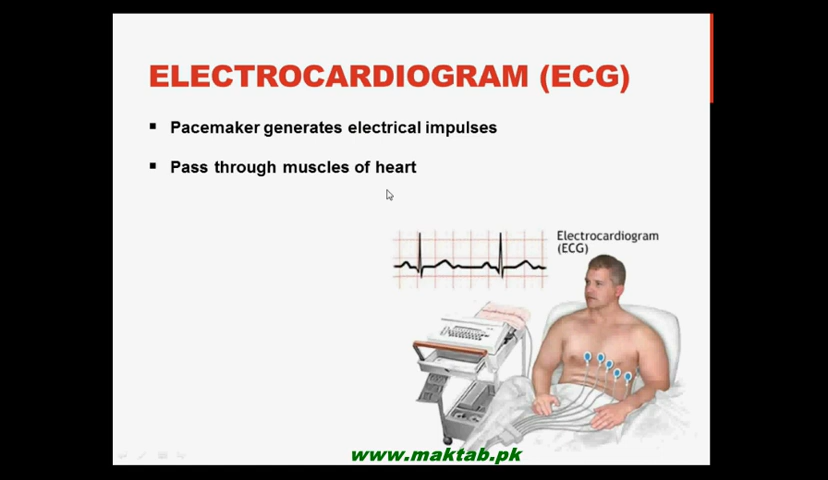 ELECTROCARDIOGRAM (ECG)
Pacemaker generates electrical impulses
Pass through muscles of heart
Electrocardiogram
(ECG)
www.maktab.pk